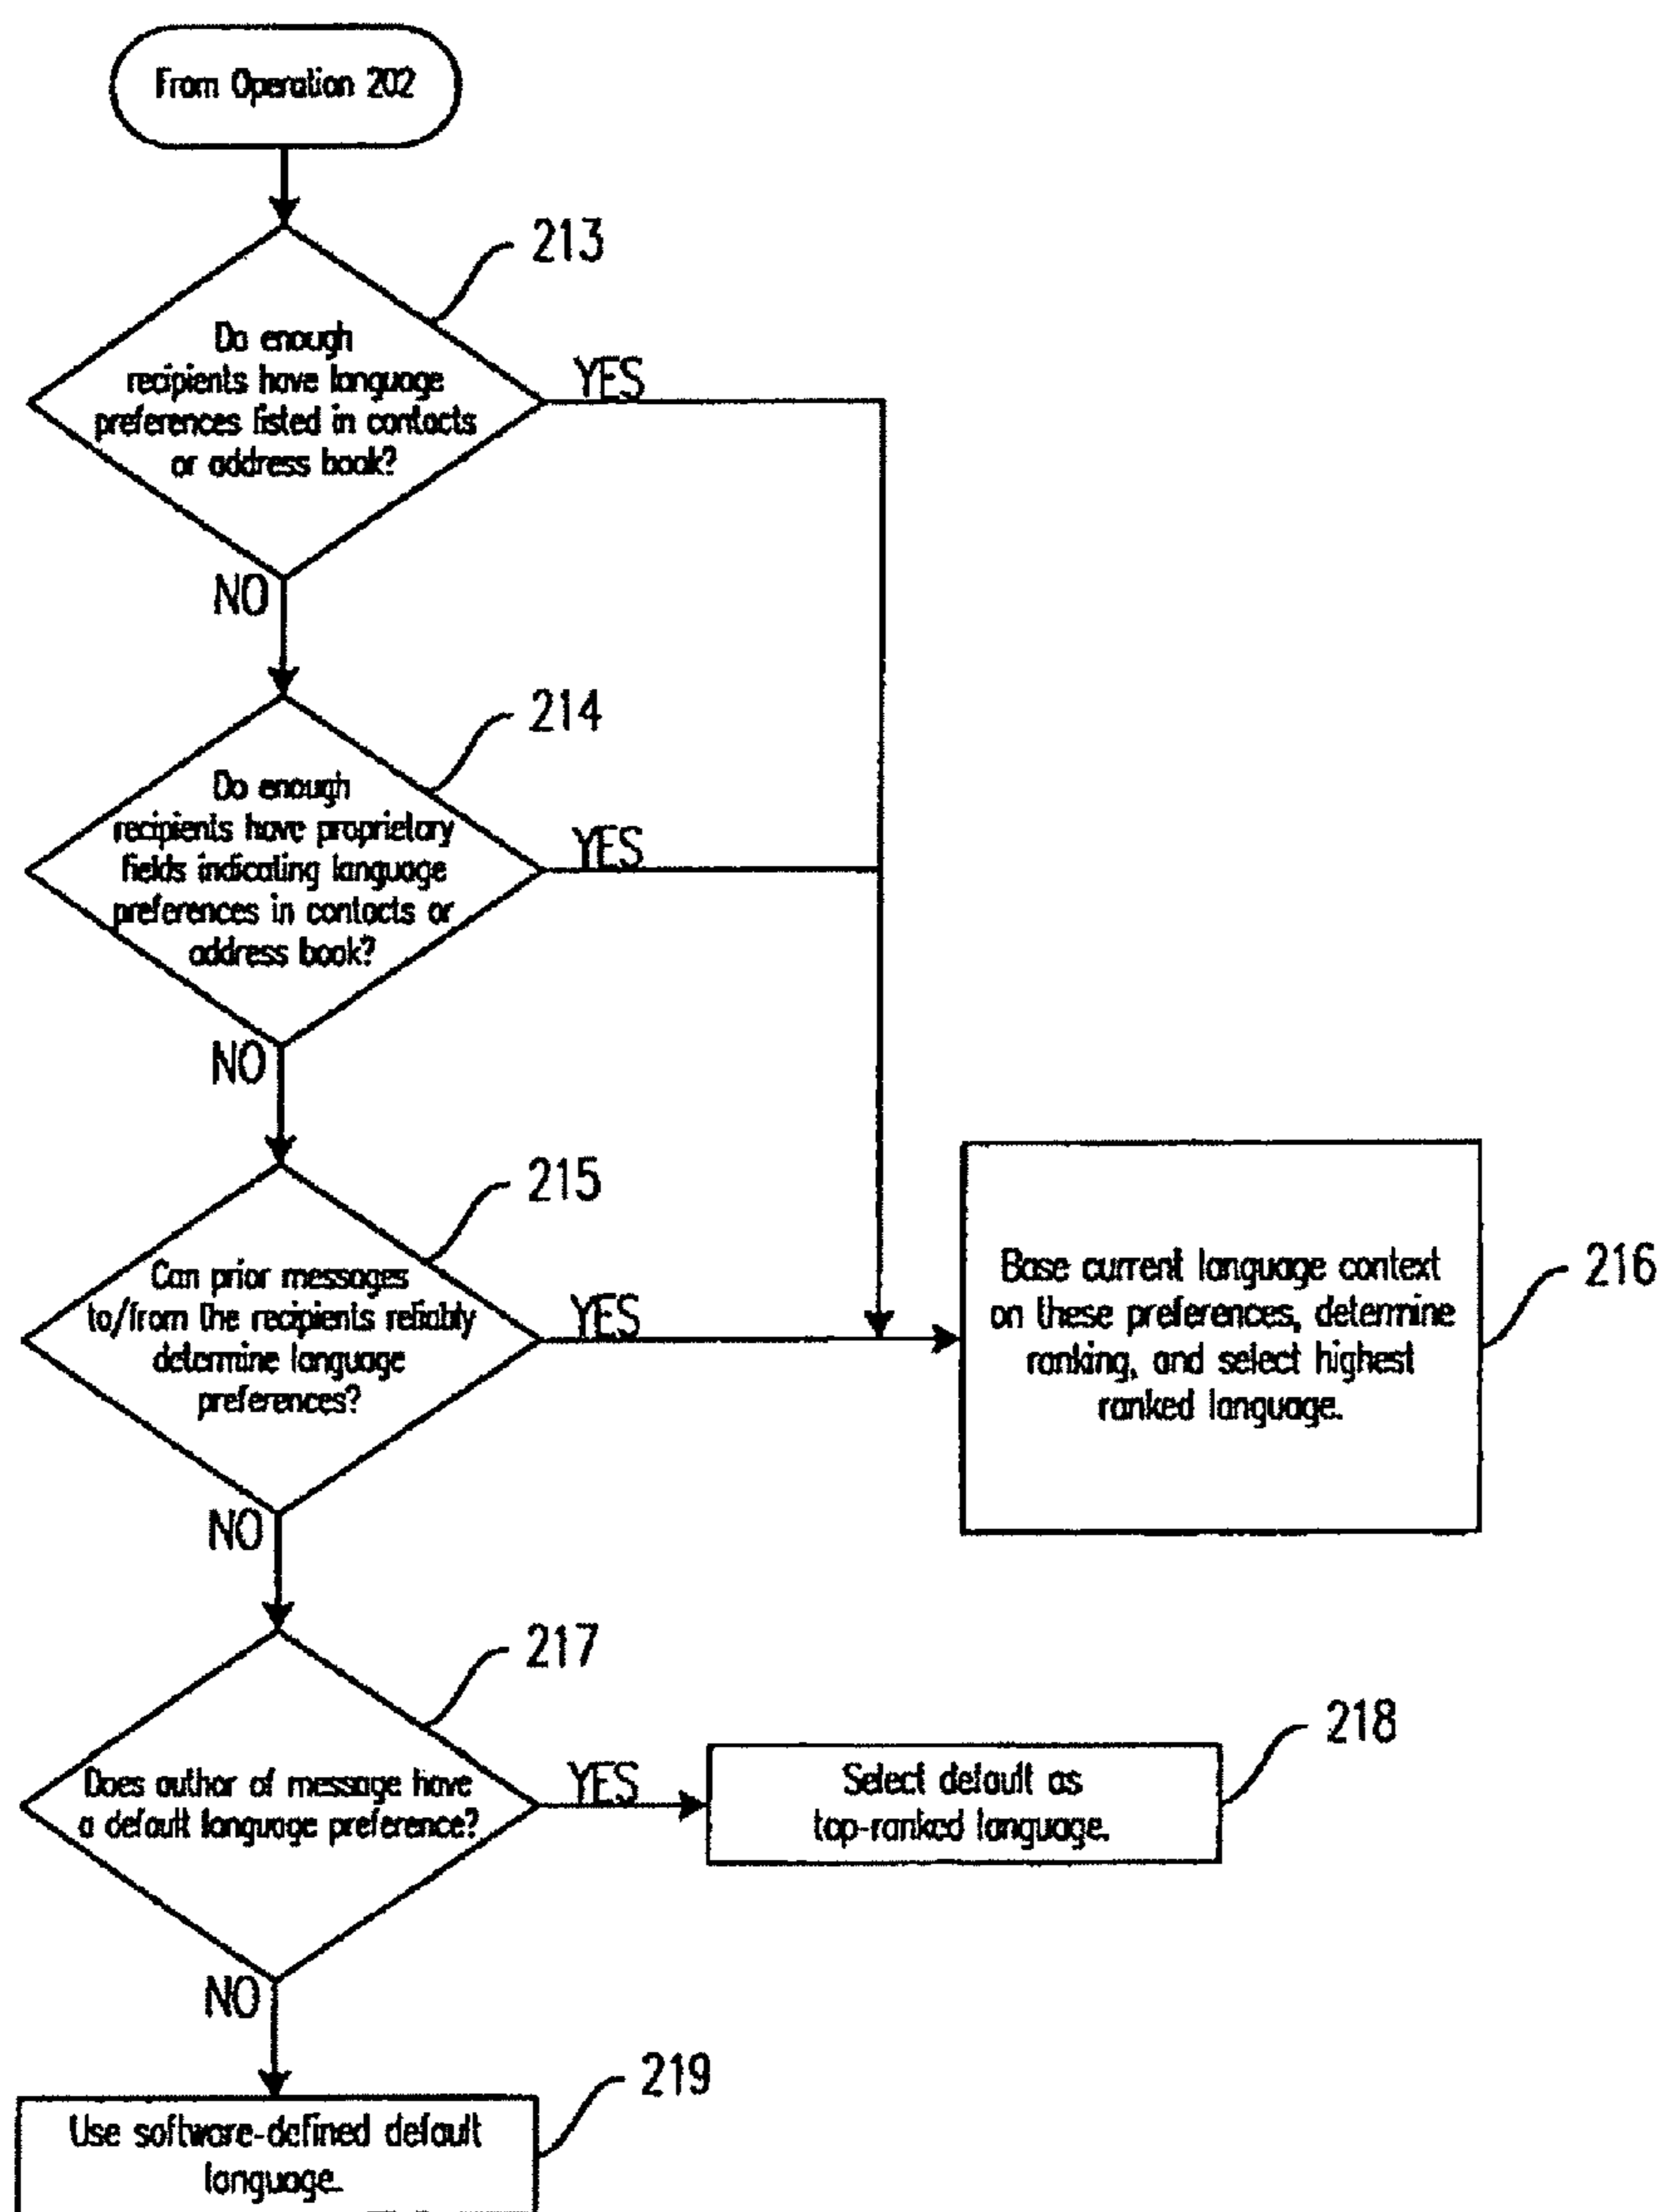 From Operation 202
213
Do enough
recipients have language
preferences listed in contacts
or address book?
YES
NO
214
Do enough
recipients have proprietary
fields indicating language
preferences in contacts or
address book?
YES
NO
215
Can prior messages
to/from the recipients reliably
determine language
preferences?
YES
Base current language context
on these preferences, determine
ranking, and select highest
ranked language.
216
NO
217
Does author of message have
a default language preference?
YES
Select default as
top-ranked language.
218
NO
219
Use software-defined default
language.